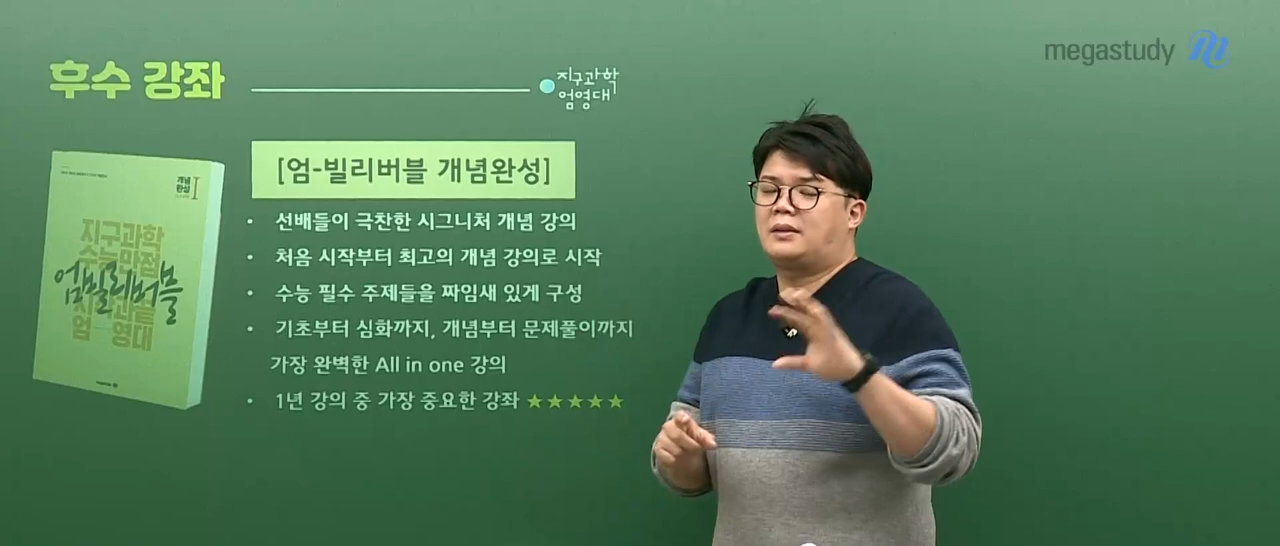 megastudy
후수 강좌
지구과학
엄영대
[엄-빌리버블 개념완성]
• 선배들이 극찬한 시그니처 개념 강의
• 처음 시작부터 최고의 개념 강의로 시작
• 수능 필수 주제들을 짜임새 있게 구성
• 기초부터 심화까지, 개념부터 문제풀이까지
가장 완벽한 All in one 강의
• 1년 강의 중 가장 중요한 강좌 ★★★★★
개념
완성 I
지구과학
수능만점
엄빌리버블
엄 영대